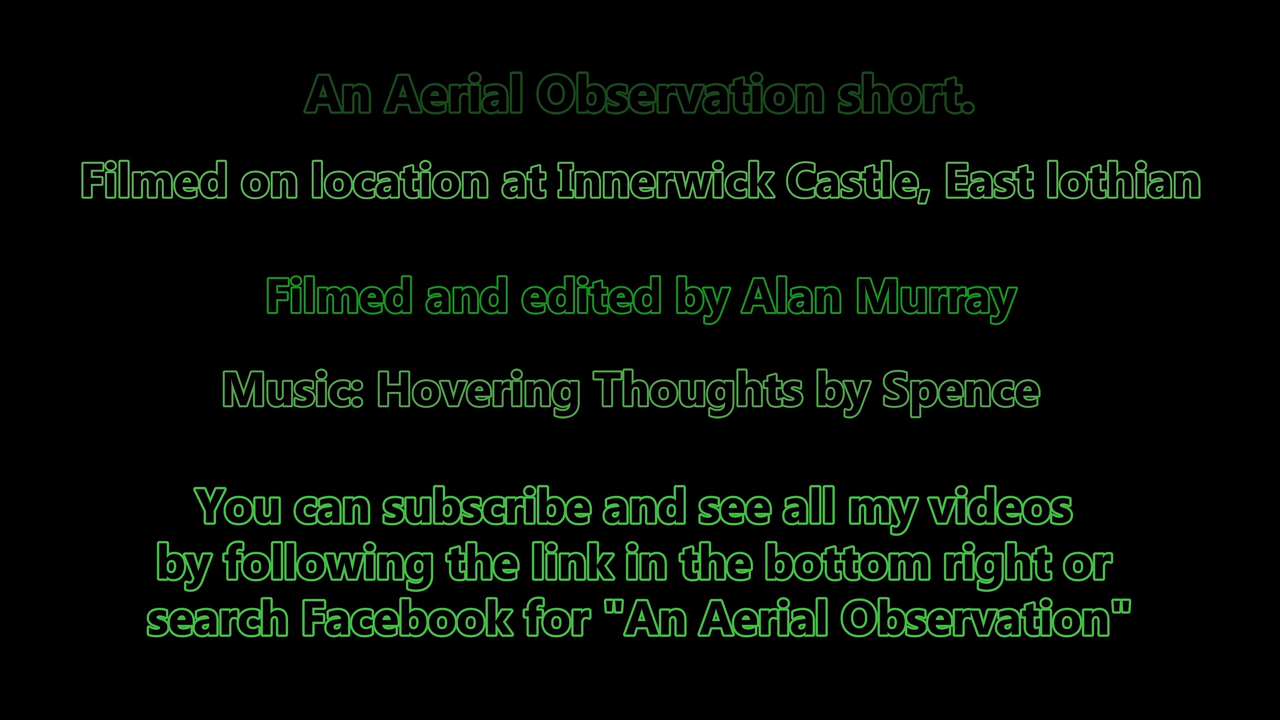 An Aerial Observation short.
Filmed on location at Innerwick Castle, East lothian
Filmed and edited by Alan Murray
Music: Hovering Thoughts by Spence
You can subscribe and see all my videos
by following the link in the bottom right or
search Facebook for "An Aerial Observation"